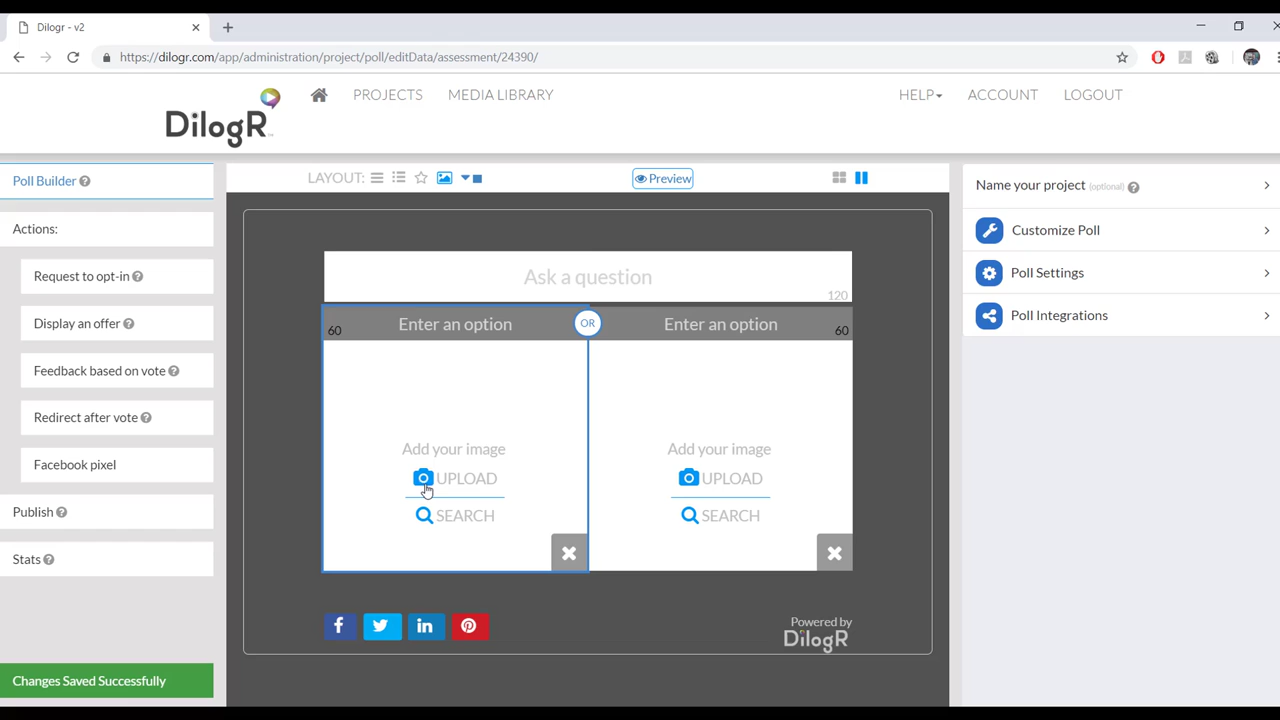 Dilogr - v2
https://dilogr.com/app/administration/project/poll/editData/assessment/24390/
DilogR
PROJECTS
MEDIA LIBRARY
HELP
ACCOUNT
LOGOUT
Poll Builder ?
LAYOUT:
Preview
Name your project (optional) ?
Actions:
Customize Poll
Request to opt-in ?
Ask a question
120
Poll Settings
Display an offer ?
60
Enter an option
OR
Enter an option
60
Poll Integrations
Feedback based on vote ?
Redirect after vote ?
Add your image
Add your image
Facebook pixel
UPLOAD
UPLOAD
Publish ?
SEARCH
SEARCH
Stats ?
Powered by
DilogR
Changes Saved Successfully